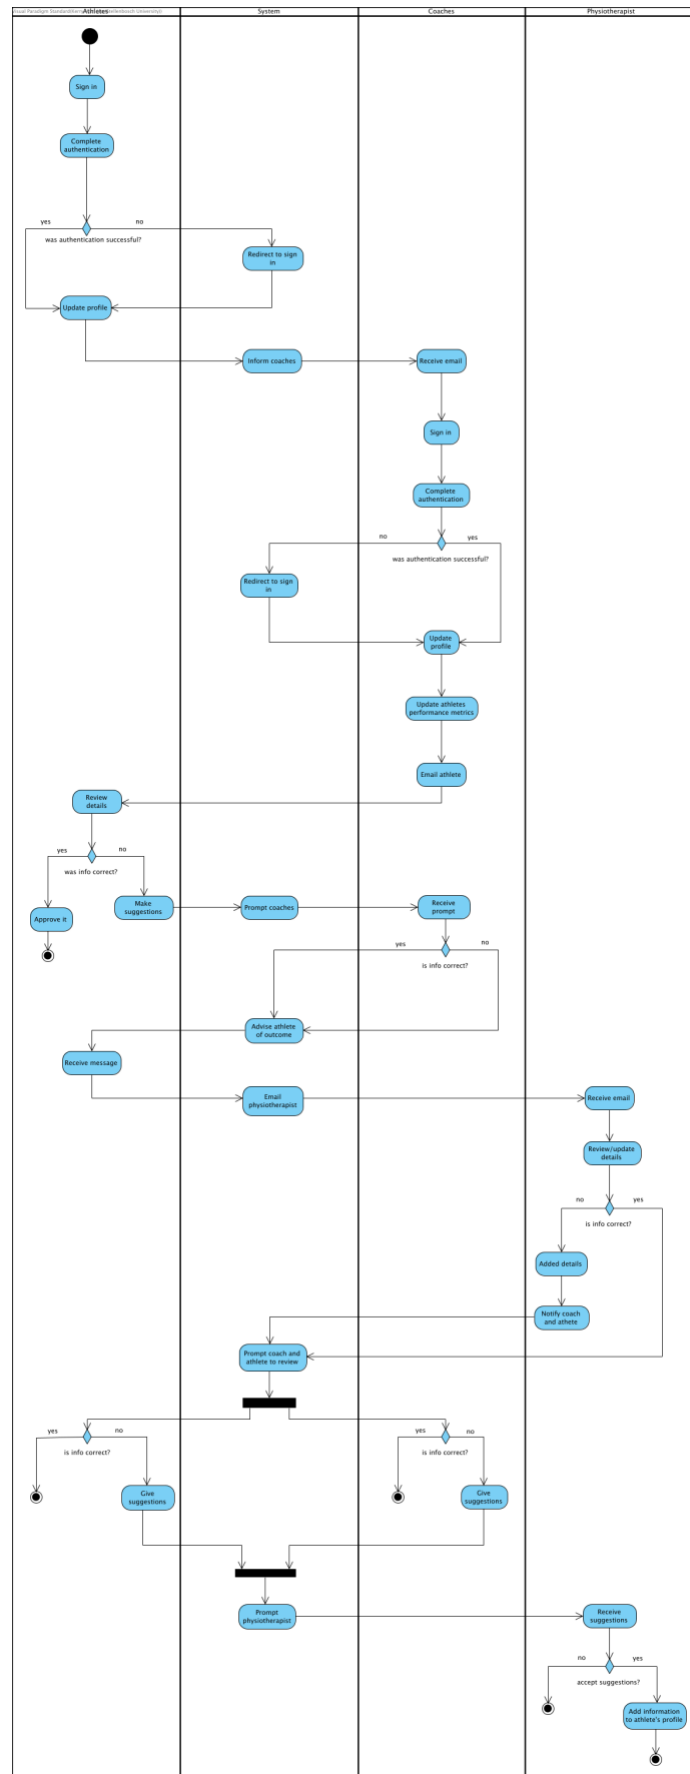 Athletes
System
Coaches
Physiotherapist
Sign in
Complete
authentication
yes
no
was authentication successful?
Redirect to sign
in
Update profile
Inform coaches
Receive email
Sign in
Complete
authentication
no
yes
was authentication successful?
Redirect to sign
in
Update
profile
Update athletes
performance metrics
Email athlete
Review
details
yes
no
was info correct?
Approve it
Make
suggestions
Prompt coaches
Receive
prompt
yes
no
is info correct?
Advise athlete
of outcome
Receive message
Email
physiotherapist
Receive email
Review/update
details
no
yes
is info correct?
Added details
Notify coach
and athete
Prompt coach and
athlete to review
yes
no
is info correct?
yes
no
is info correct?
Give
suggestions
Give
suggestions
Prompt
physiotherapist
Receive
suggestions
no
yes
accept suggestions?
Add information
to athlete's profile